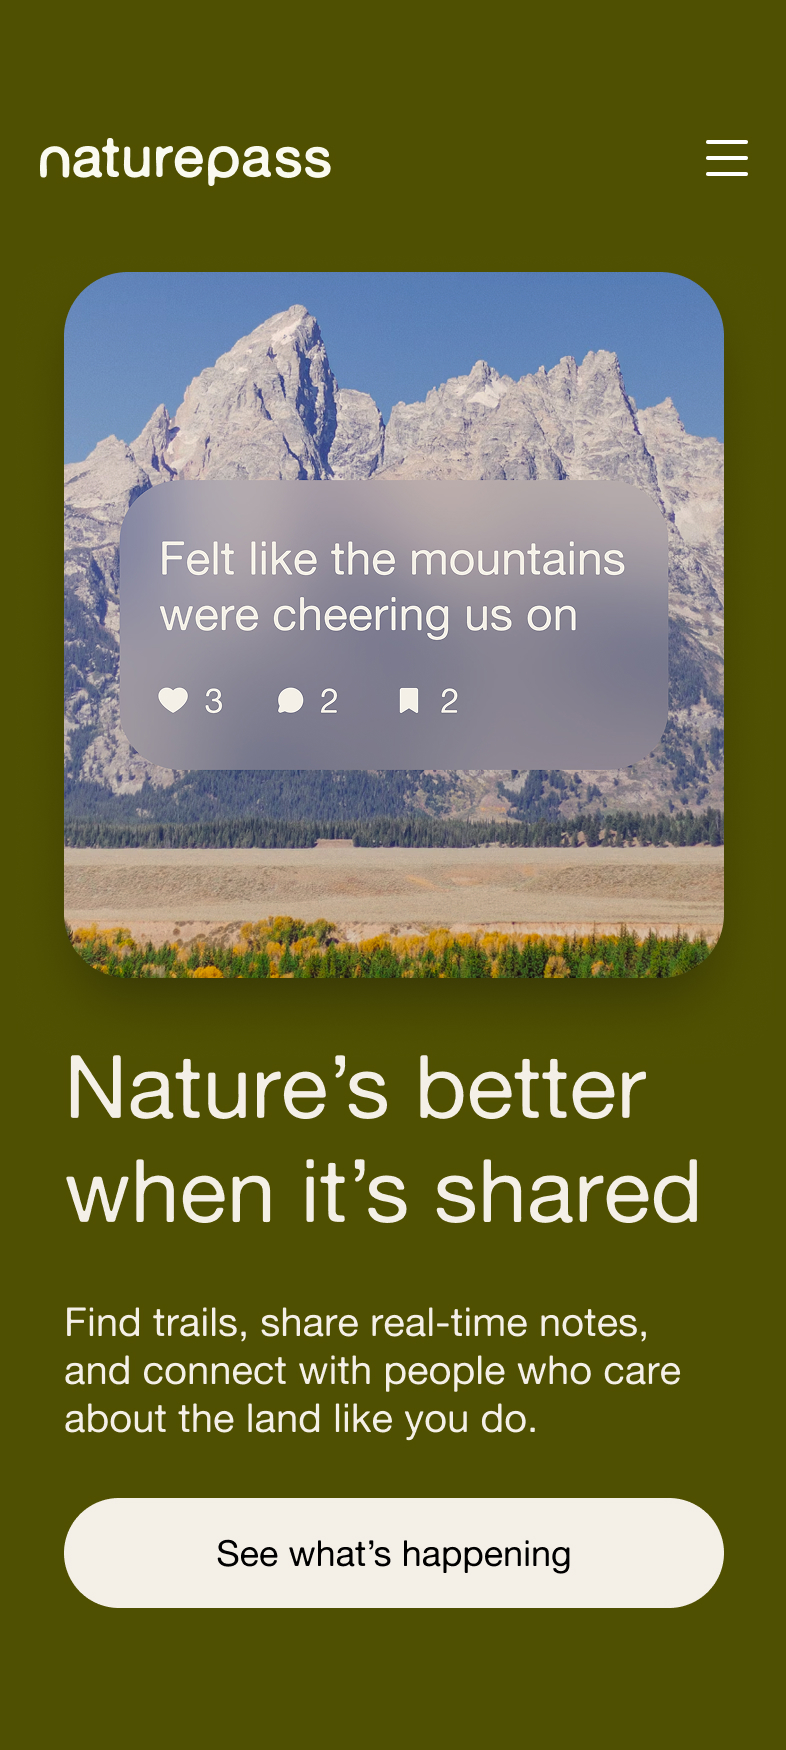 naturepass
Felt like the mountains
were cheering us on
3 2 2
Nature’s better
when it’s shared
Find trails, share real-time notes,
and connect with people who care
about the land like you do.
See what’s happening